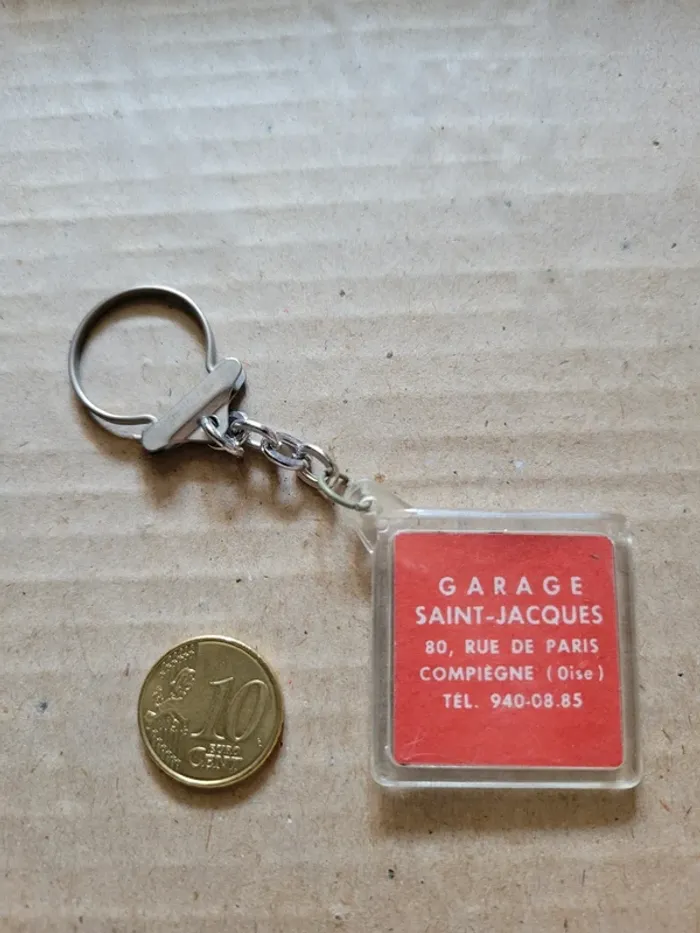 GARAGE
SAINT-JACQUES
80, RUE DE PARIS
COMPIÈGNE (Oise)
TÉL. 940-08.85
10
EURO
CENT